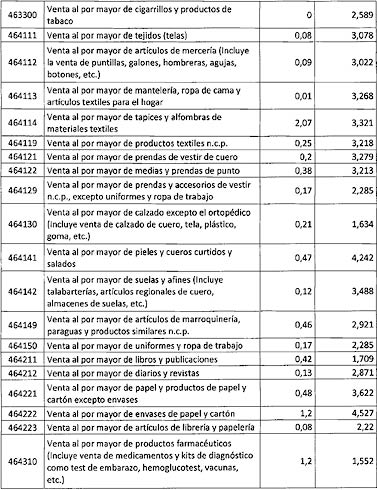 463300 Venta al por mayor de cigarrillos y productos de 0 2,589
tabaco
464111 Venta al por mayor de tejidos (telas) 0,08 3,078
464112 Venta al por mayor de artículos de mercería (Incluye 0,09 3,022
la venta de puntillas, galones, hombreras, agujas,
botones, etc.)
464113 Venta al por mayor de mantelería, ropa de cama y 0,01 3,268
artículos textiles para el hogar
464114 Venta al por mayor de tapices y alfombras de 2,07 3,321
materiales textiles
464119 Venta al por mayor de productos textiles n.c.p. 0,25 3,218
464121 Venta al por mayor de prendas de vestir de cuero 0,2 3,279
464122 Venta al por mayor de medias y prendas de punto 0,38 3,213
464129 Venta al por mayor de prendas y accesorios de vestir 0,17 2,285
n.c.p., excepto uniformes y ropa de trabajo
464130 Venta al por mayor de calzado excepto el ortopédico 0,21 1,634
(Incluye venta de calzado de cuero, tela, plástico,
goma, etc.)
464141 Venta al por mayor de pieles y cueros curtidos y 0,47 4,242
salados
464142 Venta al por mayor de suelas y afines (Incluye 0,12 3,488
talabarterías, artículos regionales de cuero,
almacenes de suelas, etc.)
464149 Venta al por mayor de artículos de marroquinería, 0,46 2,921
paraguas y productos similares n.c.p.
464150 Venta al por mayor de uniformes y ropa de trabajo 0,17 2,285
464211 Venta al por mayor de libros y publicaciones 0,42 1,709
464212 Venta al por mayor de diarios y revistas 0,13 2,871
464221 Venta al por mayor de papel y productos de papel y 0,48 3,622
cartón excepto envases
464222 Venta al por mayor de envases de papel y cartón 1,2 4,527
464223 Venta al por mayor de artículos de librería y papelería 0,08 2,22
464310 Venta al por mayor de productos farmacéuticos 1,2 1,552
(Incluye venta de medicamentos y kits de diagnóstico
como test de embarazo, hemoglucotest, vacunas,
etc.)